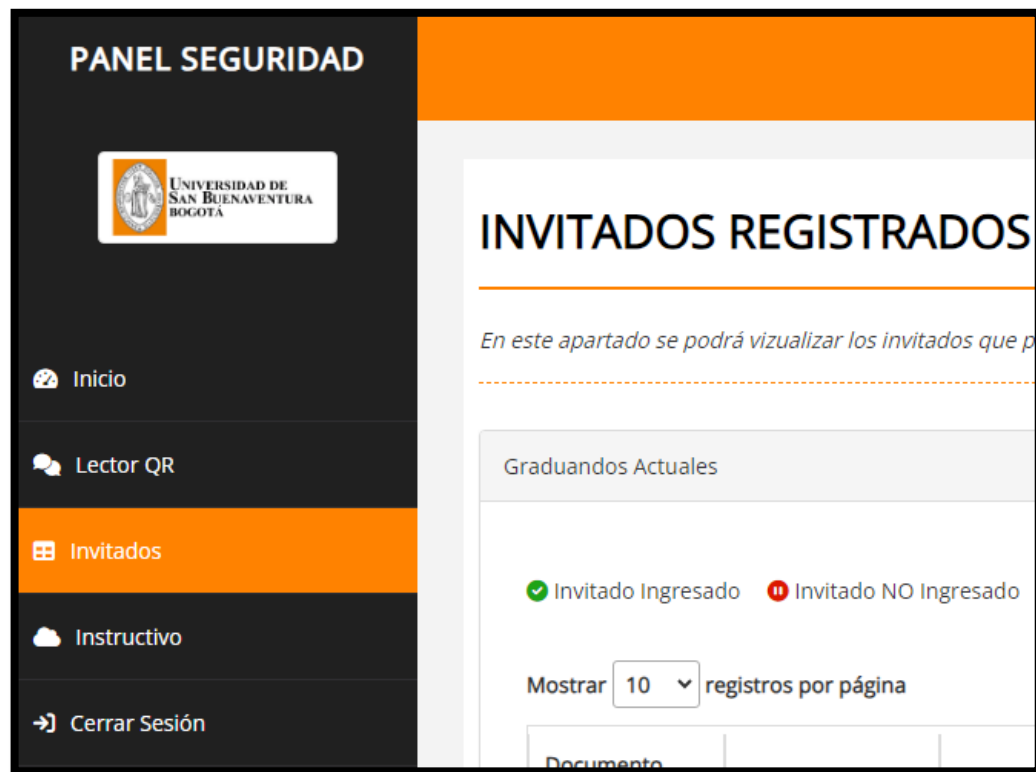 PANEL SEGURIDAD
UNIVERSIDAD DE
SAN BUENAVENTURA
BOGOTÁ
Inicio
Lector QR
Invitados
Instructivo
Cerrar Sesión
INVITADOS REGISTRADOS
En este apartado se podrá vizualizar los invitados que p
Graduandos Actuales
Invitado Ingresado Invitado NO Ingresado
Mostrar 10 registros por página
Documento